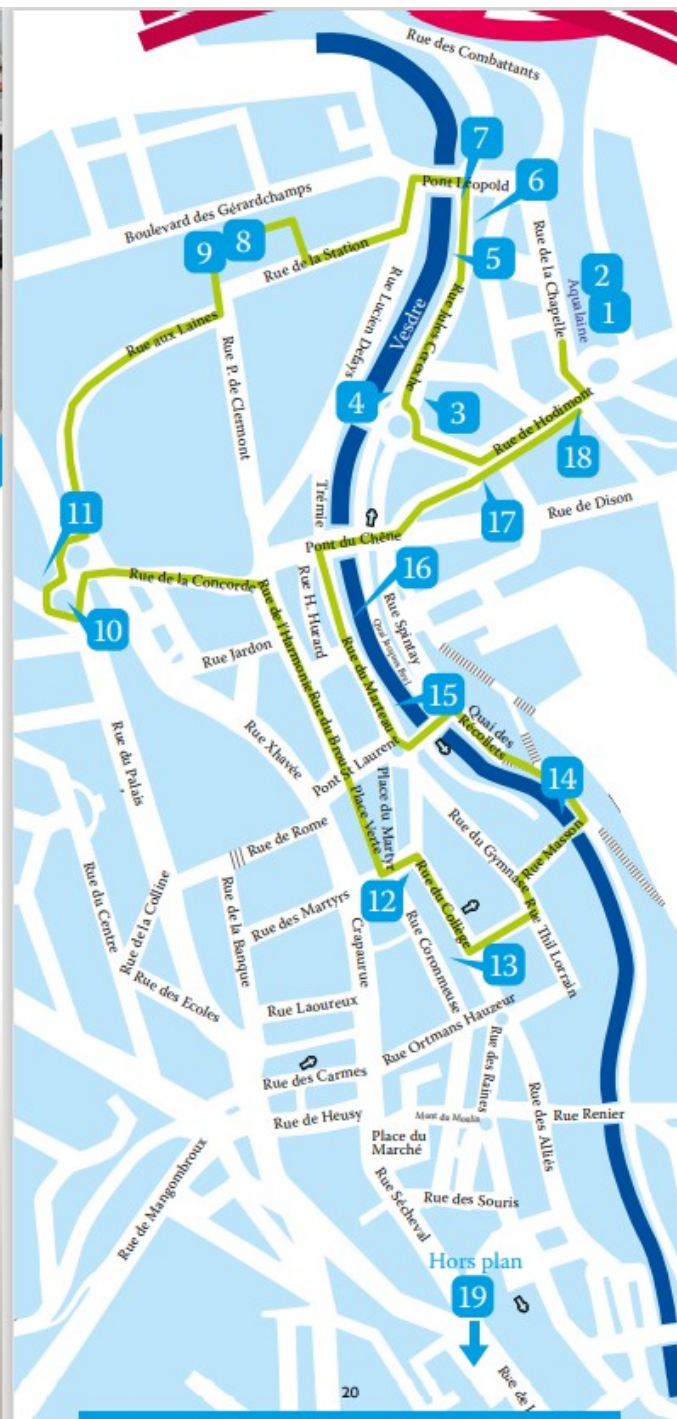 Rue des Combattants
7
Pont Léopold
6
Boulevard des Gérardchamps
9
8
Rue de la Station
5
Rue de la Chapelle
2
Aqualaine
1
Rue Lucien Defays
Vesdre
Rue Jules Cerexhe
Rue aux Laines
Rue P. de Clermont
4
3
Rue de Hodimont
18
11
Trémie
17
Rue de Dison
Pont du Chêne
16
Rue de la Concorde
10
Rue H. Hurard
Rue Spintay
Rue de l'Harmonie
Rue Jardon
Rue du Marteau
15
Quai des
Récollets
Rue du Brou
Rue Xhavée
Pont St Laurent
14
Rue du Palais
Place du Martyr
Place Verte
Rue du Gymnase
Rue Masson
Rue de Rome
12
Rue du Collège
Rue du Centre
Rue de la Colline
Rue de la Banque
Rue des Martyrs
Crapaurue
Rue Coronmeuse
13
Rue Thil Lorrain
Rue des Ecoles
Rue Laoureux
Rue Ortmans Hauzeur
Rue des Raines
Rue des Carmes
Rue de Heusy
Mont du Moulin
Rue des Alliés
Rue Renier
Place du
Marché
Rue de Mangombroux
Rue Sécheval
Rue des Souris
Hors plan
19
Rue de
20